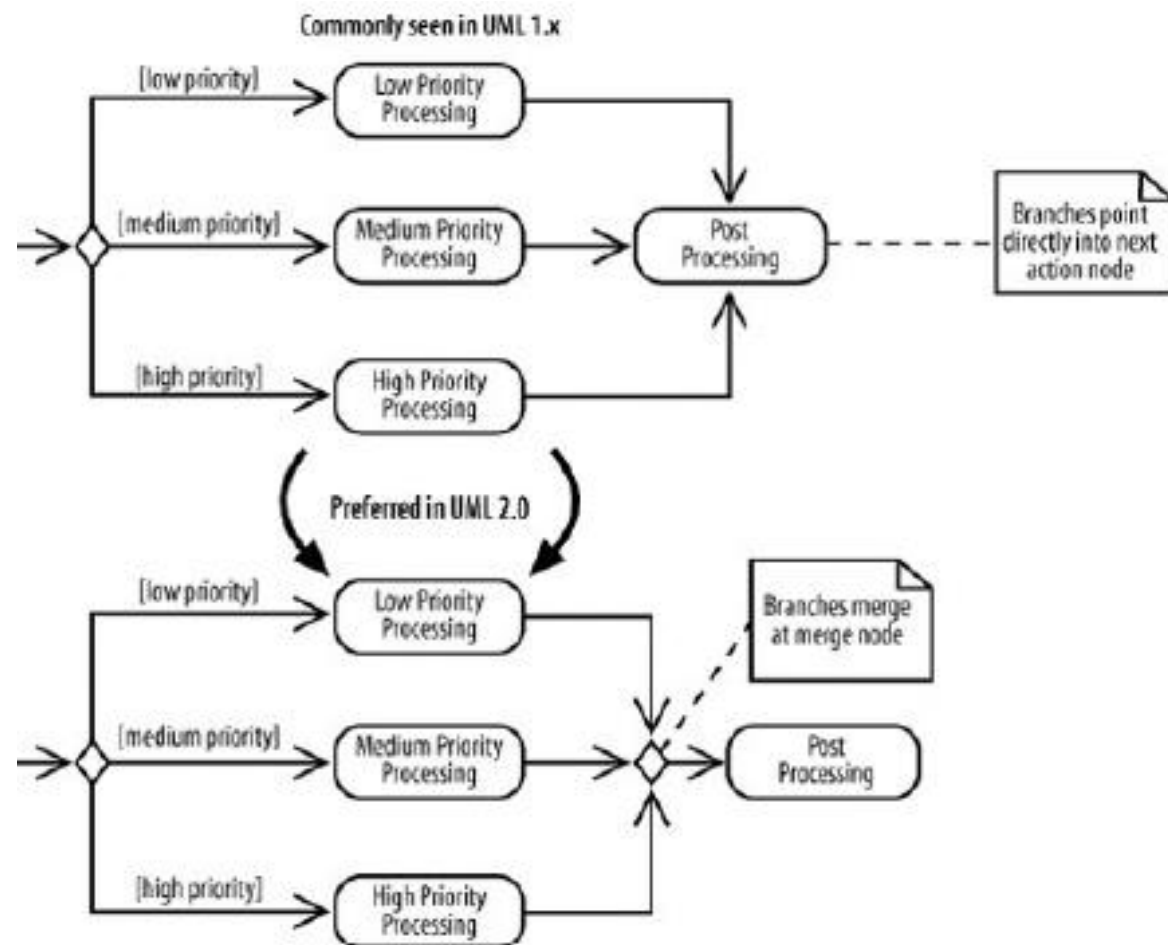 Commonly seen in UML 1.x
[low priority]
Low Priority
Processing
[medium priority]
Medium Priority
Processing
Post
Processing
Branches point
directly into next
action node
[high priority]
High Priority
Processing
Preferred in UML 2.0
[low priority]
Low Priority
Processing
Branches merge
at merge node
[medium priority]
Medium Priority
Processing
Post
Processing
[high priority]
High Priority
Processing